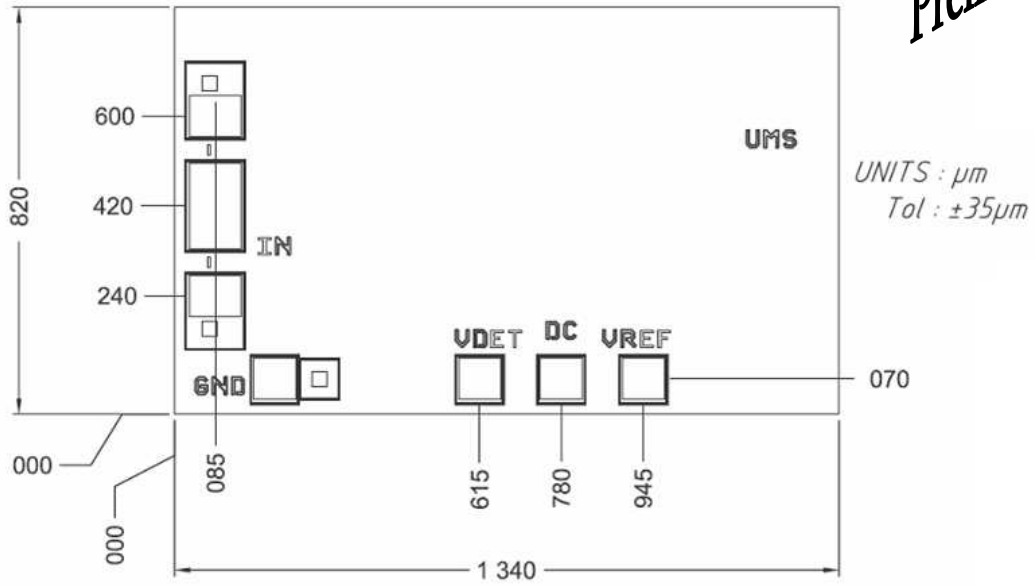 600
UMS
UNITS : μm
Tol : ±35μm
820
420
IN
240
VDET DC VREF
GND
070
000
085
615
780
945
000
1 340